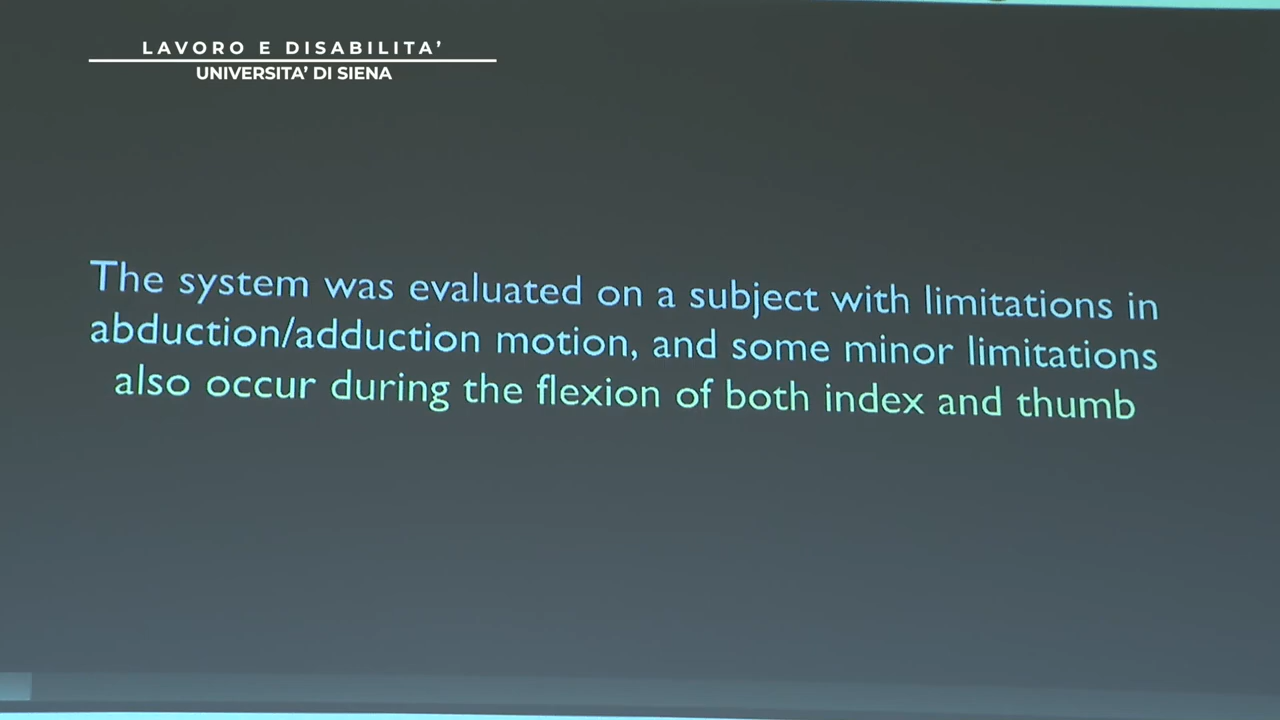 LAVORO E DISABILITA'
UNIVERSITA' DI SIENA
The system was evaluated on a subject with limitations in
abduction/adduction motion, and some minor limitations
also occur during the flexion of both index and thumb